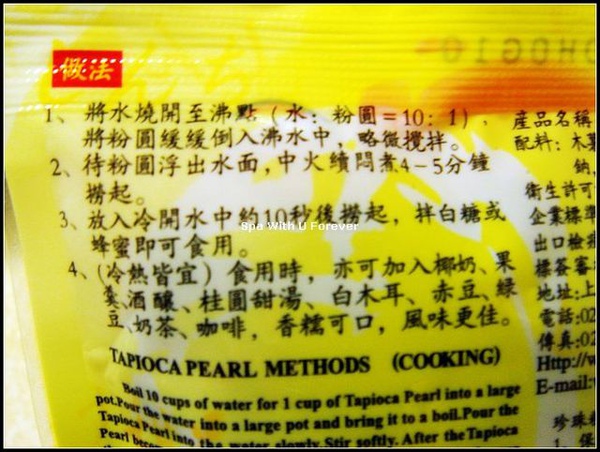 做法
1、將水燒開至沸點（水：粉圓=10：1），
將粉圓緩緩倒入沸水中，略微攪拌。
2、待粉圓浮出水面，中火續悶煮4-5分鐘
撈起。
3、放入冷開水中約10秒後撈起，拌白糖或
蜂蜜即可食用。
4、(冷熱皆宜）食用時，亦可加入椰奶、果
羹、酒釀、桂圓甜湯、白木耳、赤豆、綠
豆、奶茶、咖啡，香糯可口，風味更佳。
TAPIOCA PEARL METHODS (COOKING)
Boil 10 cups of water for 1 cup of Tapioca Pearl into a large
pot.Pour the water into a large pot and bring it to a boil.Pour the
Tapioca Pearl into the water slowly.Stir softly. After the Tapioca
Pearl
產品名稱
配料：木
鈉，
衛生許可
企業標準
出口檢
標簽審
地址:上
電話:02
傳真:02
Http://w
E-mail:
珍珠
1、保
Spa With U Forever